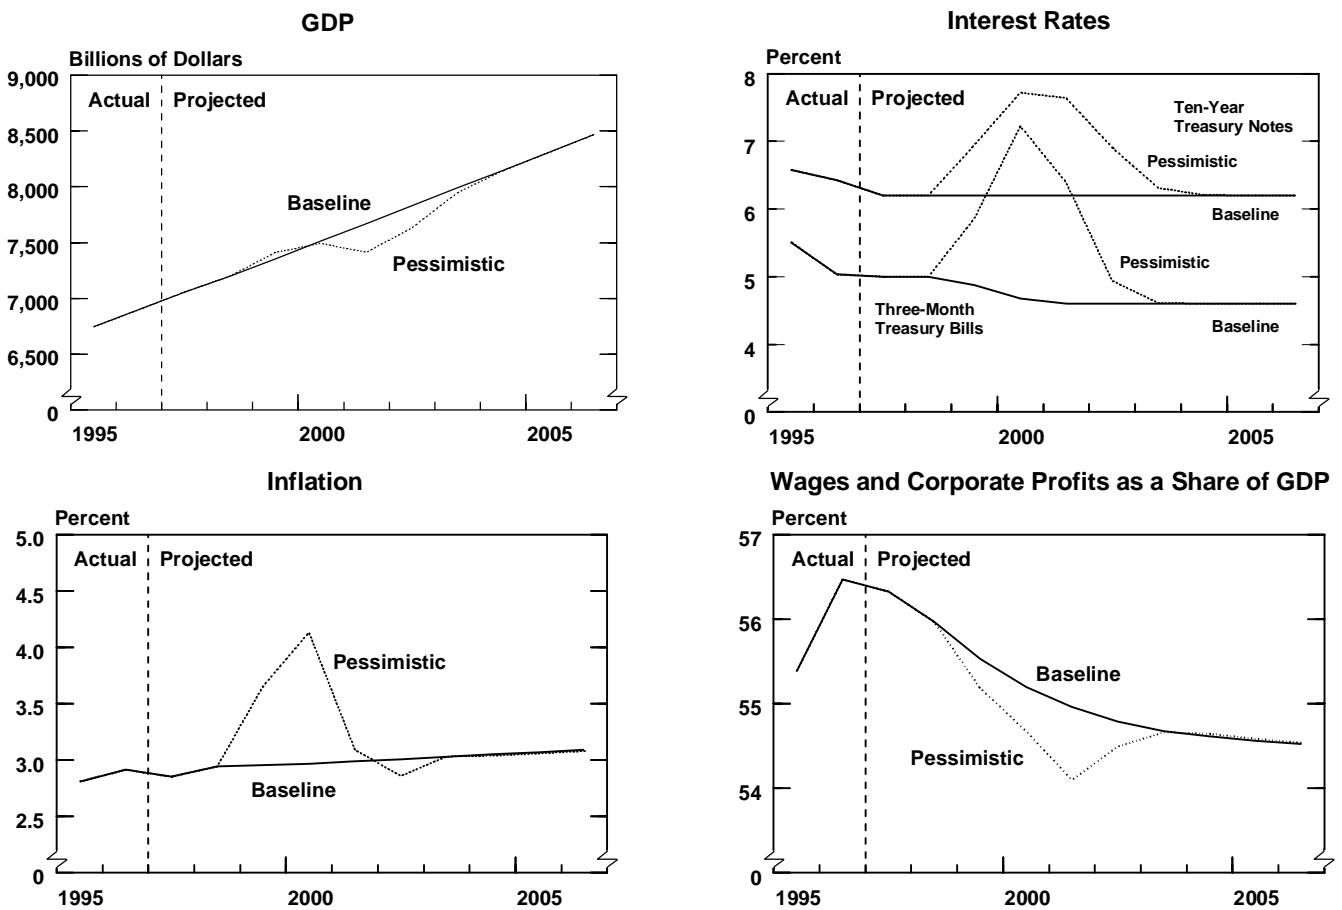 GDP
Billions of Dollars
9,000
Actual
Projected
8,500
8,000
Baseline
7,500
Pessimistic
7,000
6,500
0
1995
2000
2005
Interest Rates
Percent
8
Actual
Projected
Ten-Year
Treasury Notes
7
Pessimistic
6
Baseline
Pessimistic
5
Three-Month
Treasury Bills
Baseline
4
0
1995
2000
2005
Inflation
Percent
5.0
Actual
Projected
4.5
4.0
Pessimistic
3.5
3.0
Baseline
2.5
0
1995
2000
2005
Wages and Corporate Profits as a Share of GDP
Percent
57
Actual
Projected
56
Baseline
55
Pessimistic
54
0
1995
2000
2005